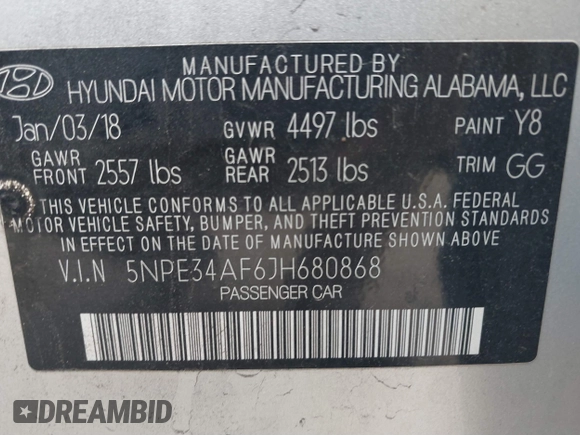 MANUFACTURED BY
HYUNDAI MOTOR MANUFACTURING ALABAMA, LLC
Jan/03/18 GVWR 4497 lbs PAINT Y8
GAWR FRONT 2557 lbs GAWR REAR 2513 lbs TRIM GG
THIS VEHICLE CONFORMS TO ALL APPLICABLE U.S.A. FEDERAL
MOTOR VEHICLE SAFETY, BUMPER, AND THEFT PREVENTION STANDARDS
IN EFFECT ON THE DATE OF MANUFACTURE SHOWN ABOVE
V.I.N 5NPE34AF6JH680868
PASSENGER CAR
DREAMBID